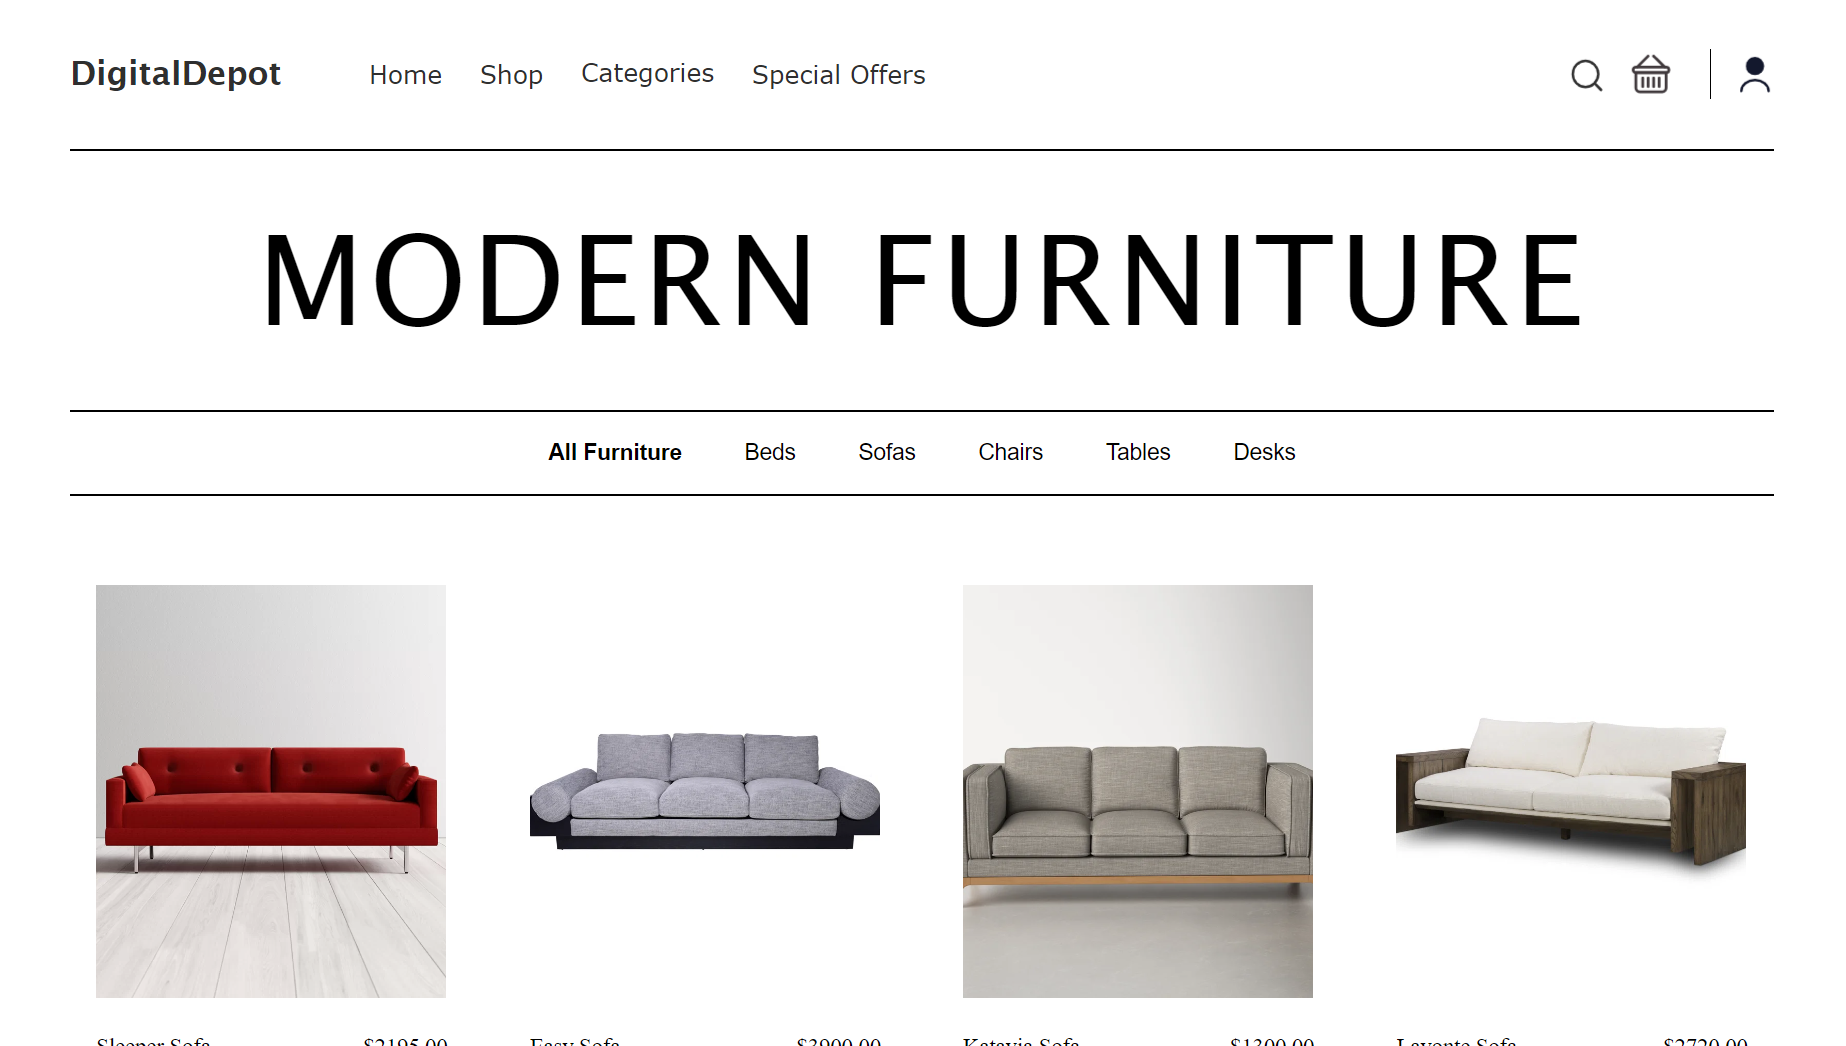 DigitalDepot Home Shop Categories Special Offers
MODERN FURNITURE
All Furniture Beds Sofas Chairs Tables Desks
Sleeper Sofa $2195.00 Easy Sofa $3900.00 Katavia Sofa $1300.00 Lavonte Sofa $2720.00